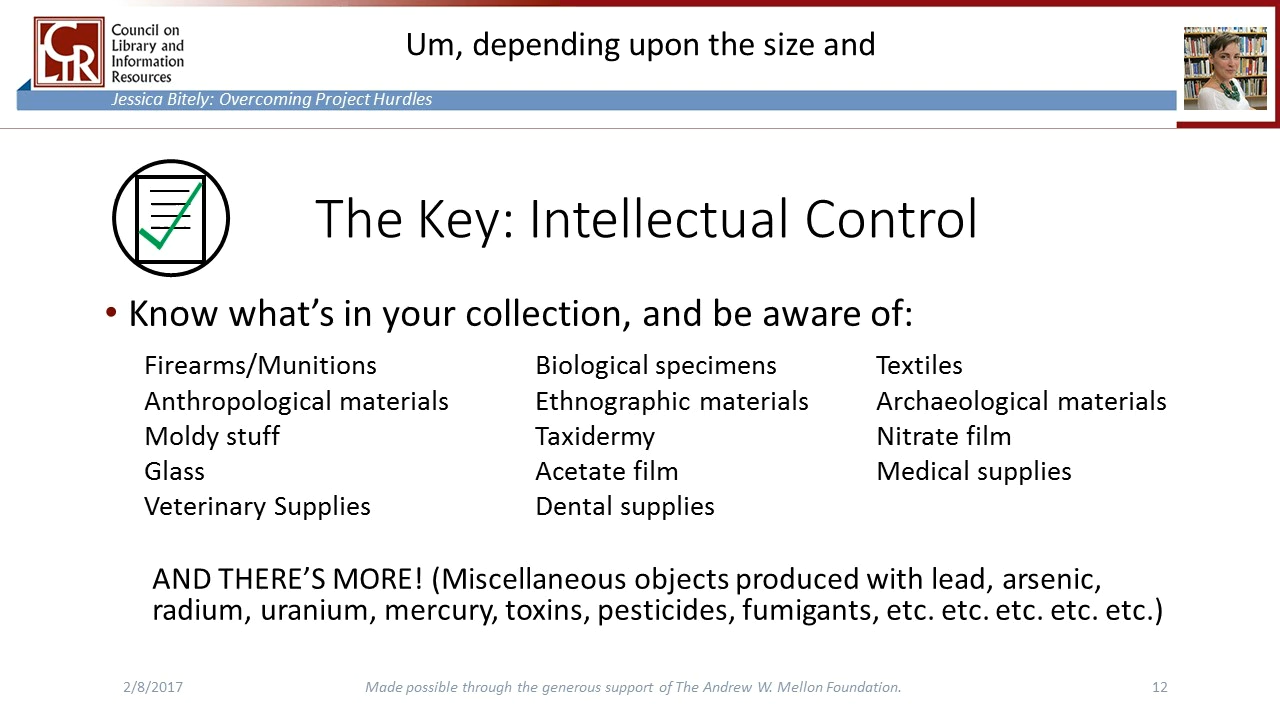 CLIR
Council on
Library and
Information
Resources
Um, depending upon the size and
Jessica Bitely: Overcoming Project Hurdles
The Key: Intellectual Control
• Know what’s in your collection, and be aware of:
Firearms/Munitions Biological specimens Textiles
Anthropological materials Ethnographic materials Archaeological materials
Moldy stuff Taxidermy Nitrate film
Glass Acetate film Medical supplies
Veterinary Supplies Dental supplies
AND THERE’S MORE! (Miscellaneous objects produced with lead, arsenic,
radium, uranium, mercury, toxins, pesticides, fumigants, etc. etc. etc. etc. etc.)
2/8/2017 Made possible through the generous support of The Andrew W. Mellon Foundation. 12